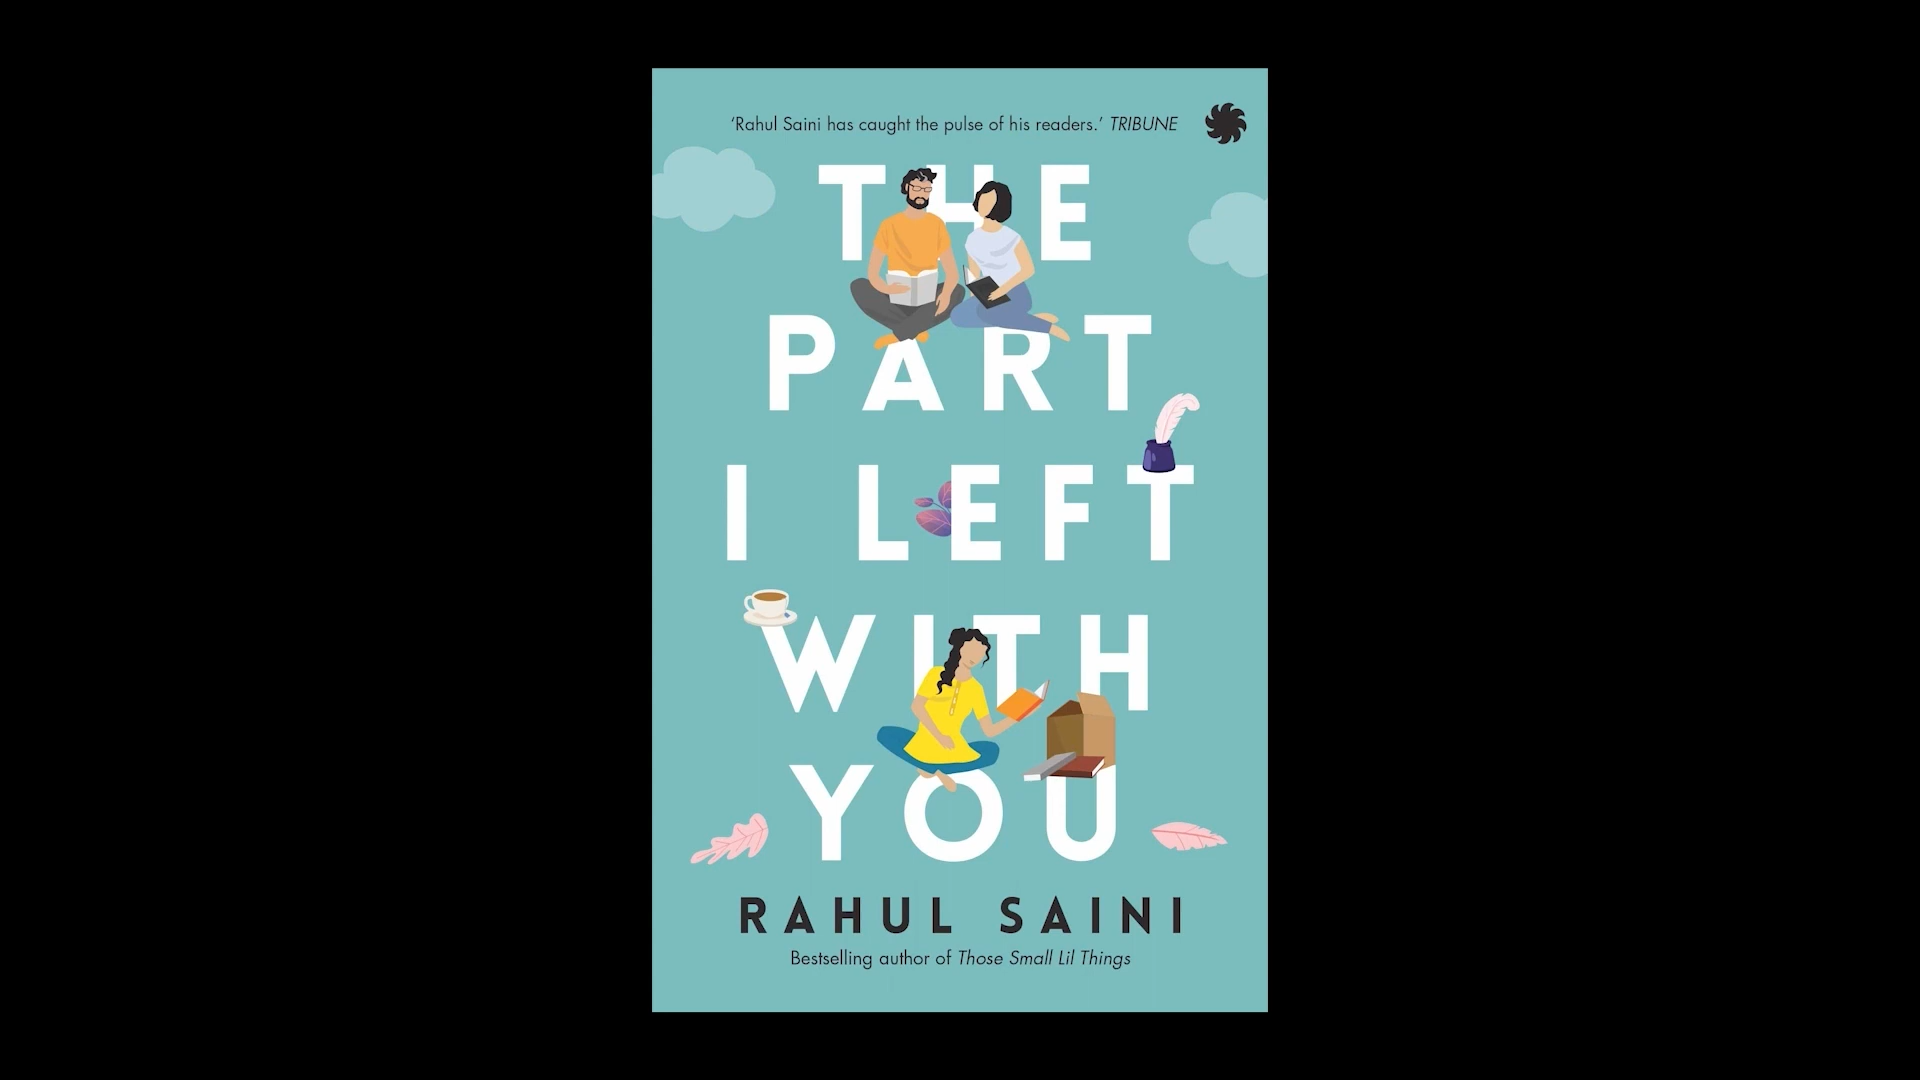 ‘Rahul Saini has caught the pulse of his readers.’ TRIBUNE
THE
PART
I LEFT
WITH
YOU
RAHUL SAINI
Bestselling author of Those Small Lil Things